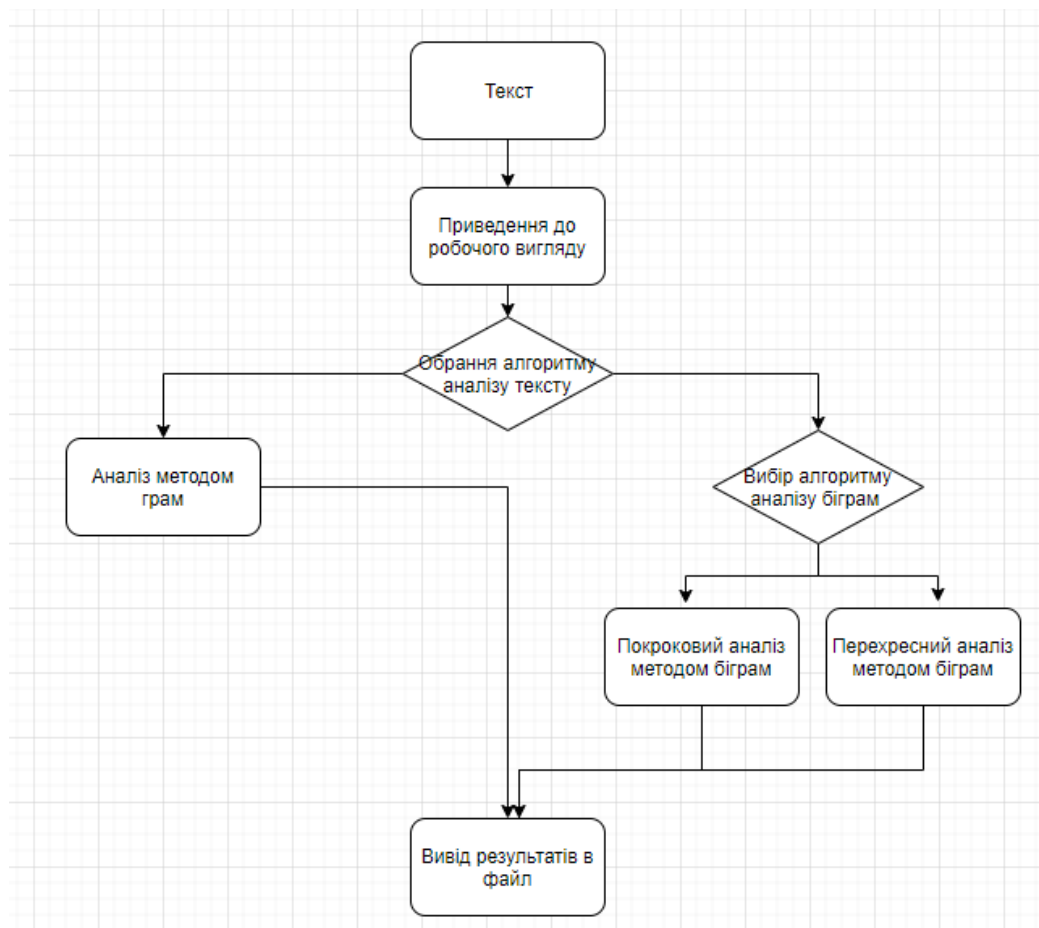 Текст
Приведення до
робочого вигляду
Обрання алгоритму
аналізу тексту
Аналіз методом
грам
Вибір алгоритму
аналізу біграм
Покроковий аналіз
методом біграм
Перехресний аналіз
методом біграм
Вивід результатів в
файл